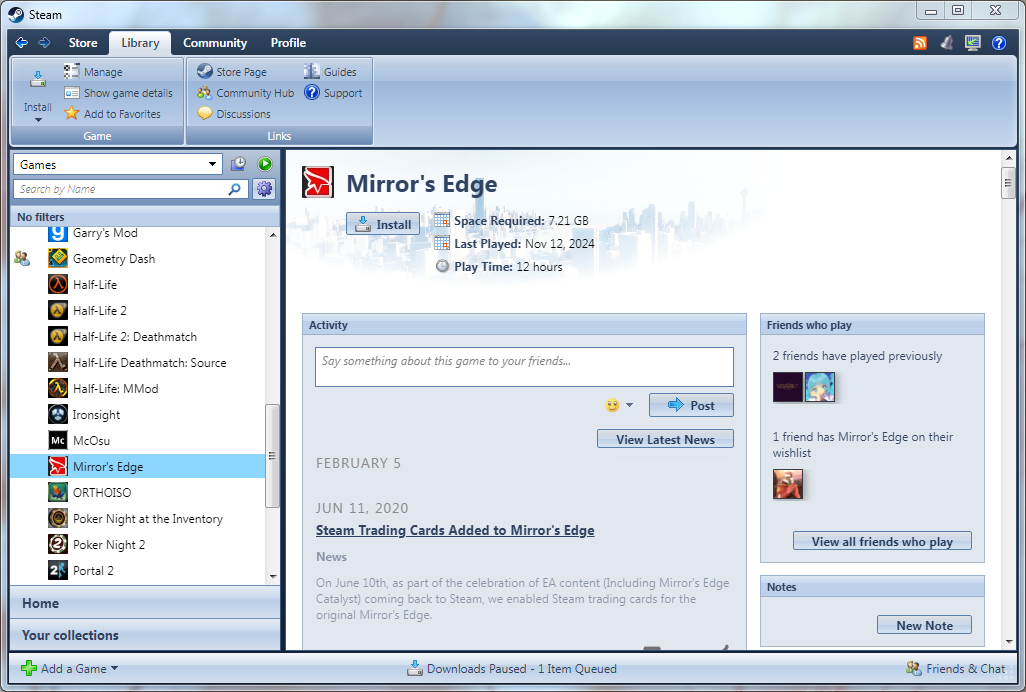 Steam
Store Library Community Profile
Install
Manage
Show game details
Add to Favorites
Game
Store Page
Community Hub
Discussions
Guides
Support
Links
Games
Search by Name
No filters
Garry's Mod
Geometry Dash
Half-Life
Half-Life 2
Half-Life 2: Deathmatch
Half-Life Deathmatch: Source
Half-Life: MMod
Ironsight
Mc McOsu
Mirror's Edge
ORTHOISO
Poker Night at the Inventory
Poker Night 2
Portal 2
Home
Your collections
Mirror's Edge
Install
Space Required: 7.21 GB
Last Played: Nov 12, 2024
Play Time: 12 hours
Activity
Say something about this game to your friends...
Post
View Latest News
FEBRUARY 5
JUN 11, 2020
Steam Trading Cards Added to Mirror's Edge
News
On June 10th, as part of the celebration of EA content (Including Mirror's Edge
Catalyst) coming back to Steam, we enabled Steam trading cards for the
original Mirror's Edge.
Friends who play
2 friends have played previously
1 friend has Mirror's Edge on their
wishlist
View all friends who play
Notes
New Note
Add a Game
Downloads Paused - 1 Item Queued
Friends & Chat